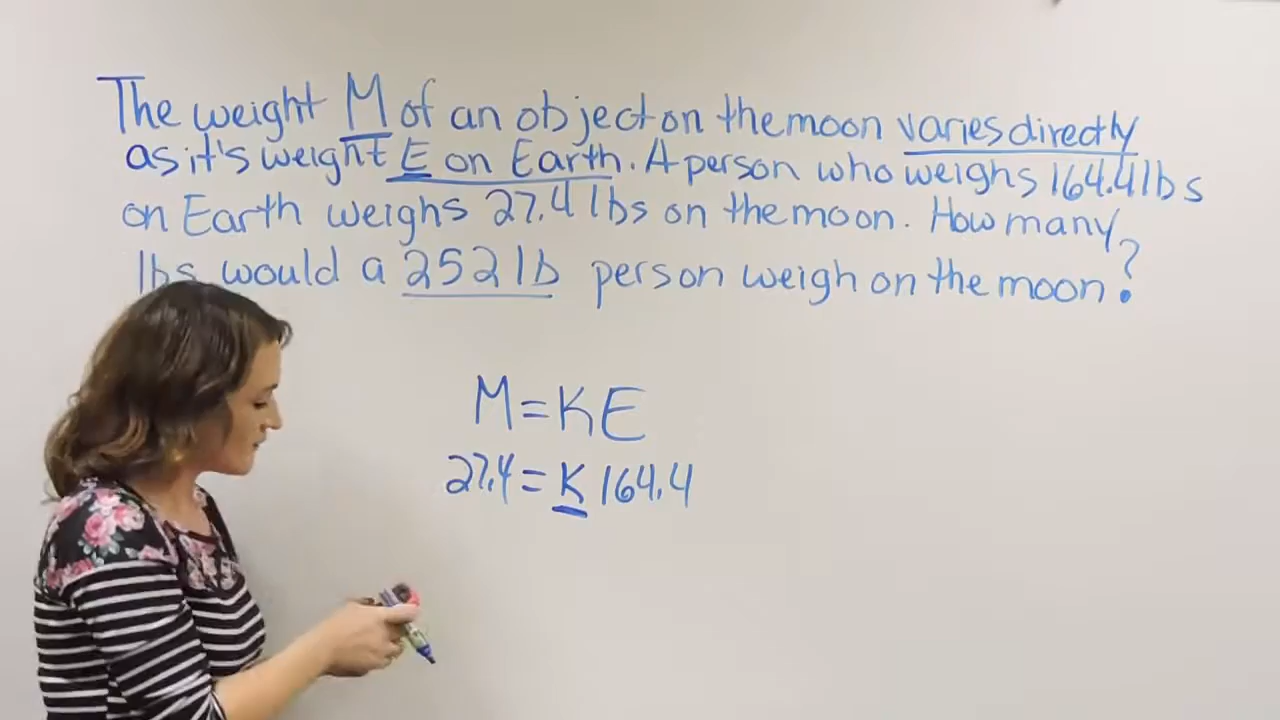 The weight M of an object on the moon varies directly
as it's weight E on Earth. A person who weighs 164.4 lbs
on Earth weighs 27.4 lbs on the moon. How many
lbs would a 252 lb person weigh on the moon?
M=KE
27.4=K 164.4